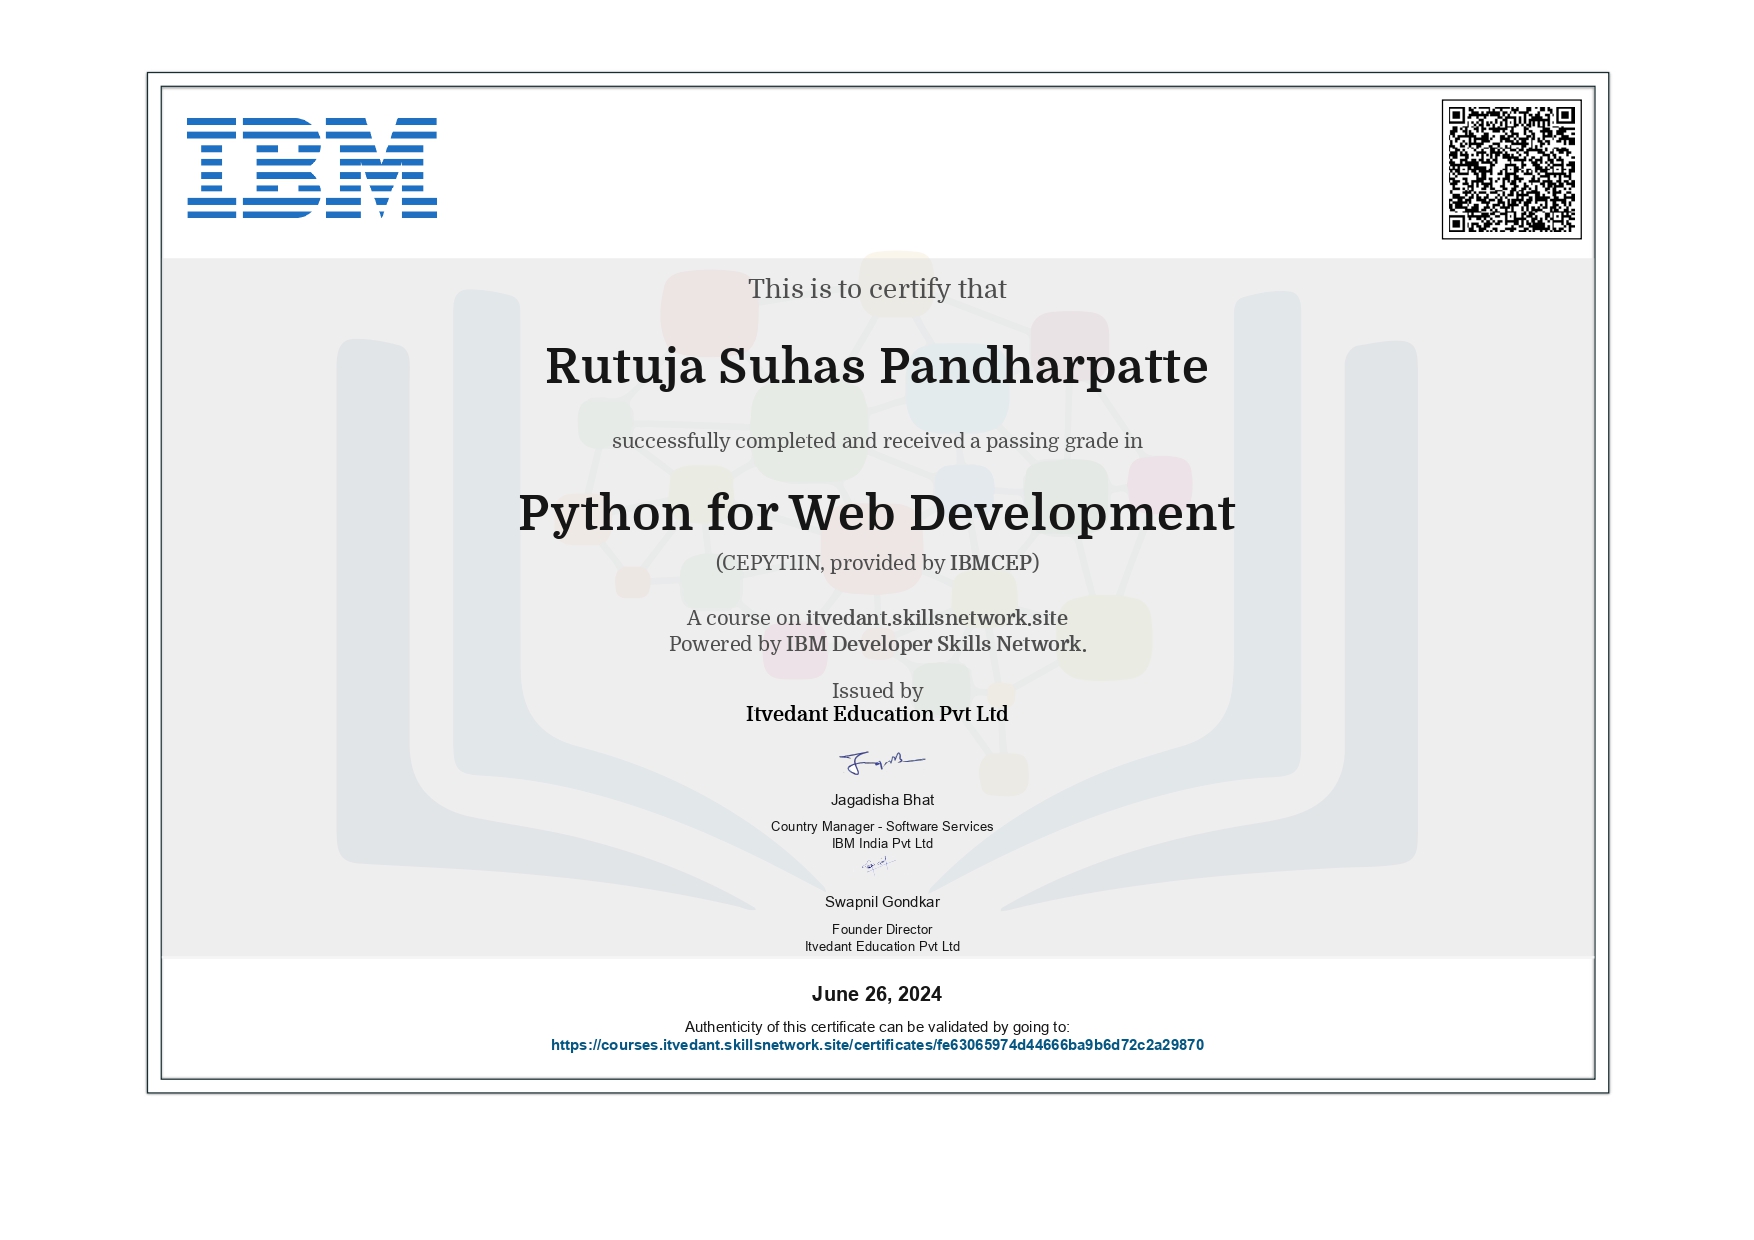 IBM
This is to certify that
Rutuja Suhas Pandharpatte
successfully completed and received a passing grade in
Python for Web Development
(CEPYT1IN, provided by IBMCEP)
A course on itvedant.skillsnetwork.site
Powered by IBM Developer Skills Network.
Issued by
Itvedant Education Pvt Ltd
Jagadisha Bhat
Country Manager - Software Services
IBM India Pvt Ltd
Swapnil Gondkar
Founder Director
Itvedant Education Pvt Ltd
June 26, 2024
Authenticity of this certificate can be validated by going to:
https://courses.itvedant.skillsnetwork.site/certificates/fe63065974d44666ba9b6d72c2a29870